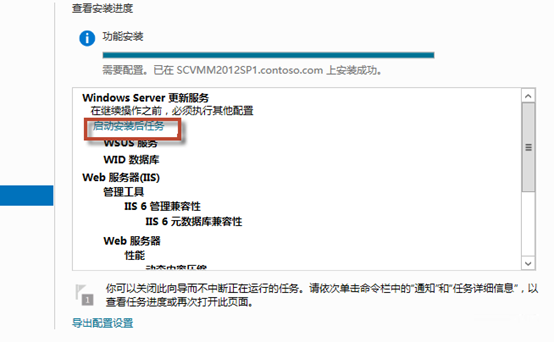 查看安装进度
功能安装
需要配置。已在 SCVMM2012SP1.contoso.com 上安装成功。
Windows Server 更新服务
在继续操作之前，必须执行其他配置
启动安装后任务
WSUS 服务
WID 数据库
Web 服务器(IIS)
管理工具
IIS 6 管理兼容性
IIS 6 元数据库兼容性
Web 服务器
性能
动态内容压缩
1
你可以关闭此向导而不中断正在运行的任务。请依次单击命令栏中的"通知"和"任务详细信息"，以
查看任务进度或再次打开此页面。
导出配置设置